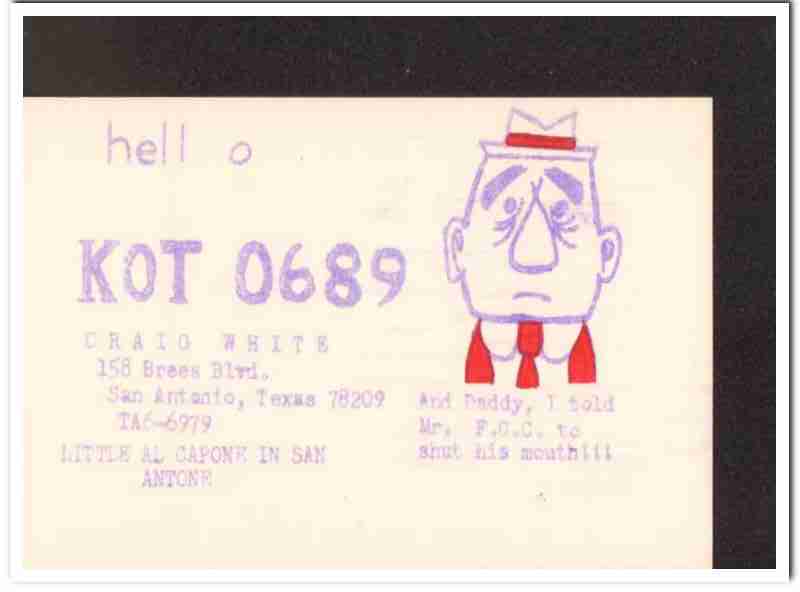 hello
KOT 0689
CRAIG WHITE
158 Brees Blvd.
San Antonio, Texas 78209
TA6-6979
LITTLE AL CAPONE IN SAN
ANTONE
And Daddy, I told
Mr. F.C.C. to
shut his mouth!!!